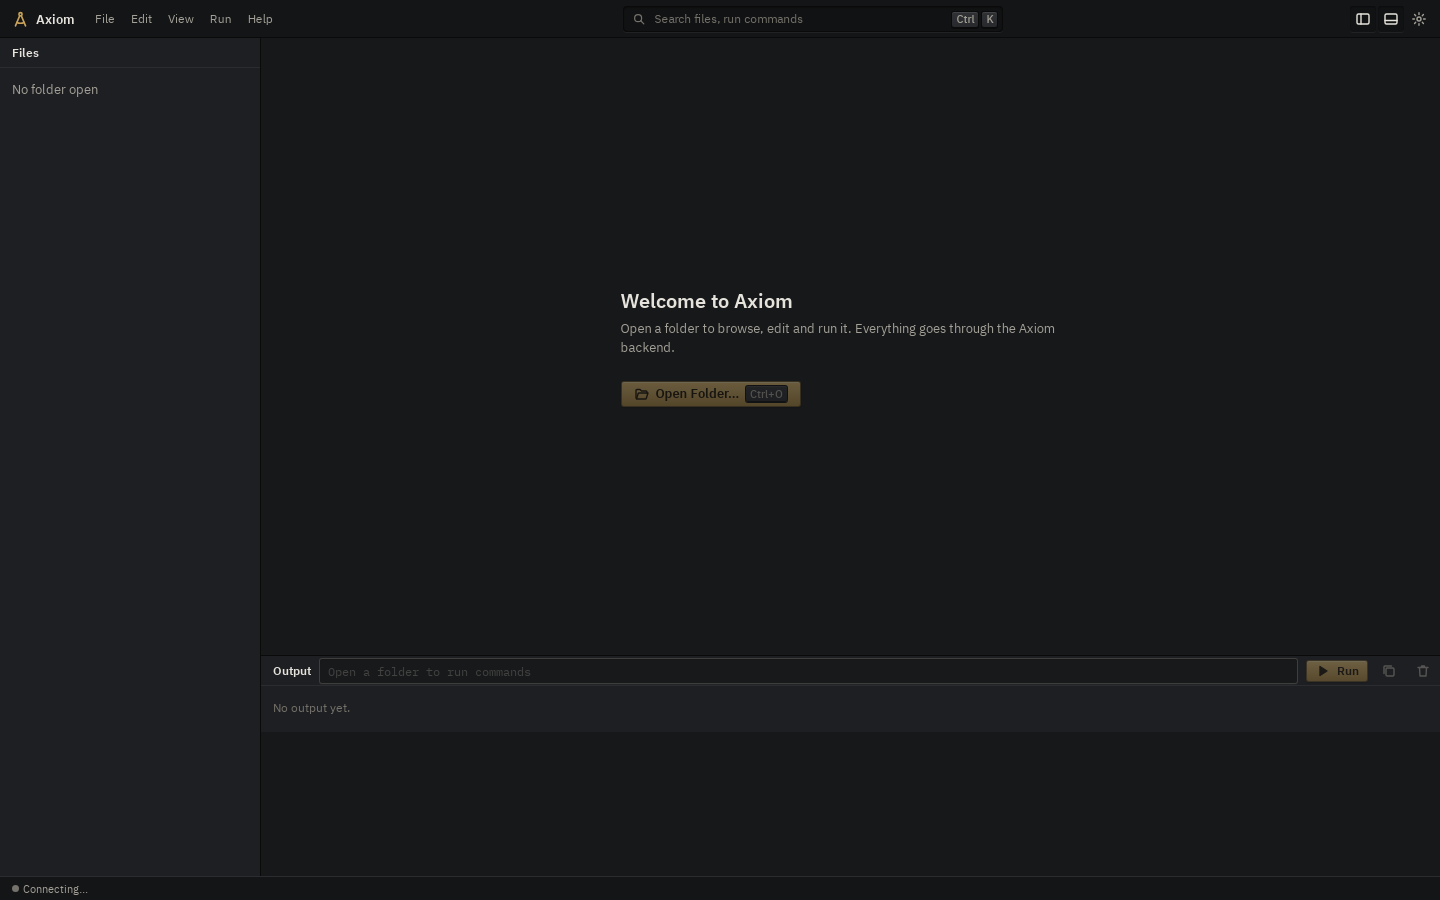 Axiom File Edit View Run Help Search files, run commands Ctrl K
Files
No folder open
Welcome to Axiom
Open a folder to browse, edit and run it. Everything goes through the Axiom
backend.
Open Folder... Ctrl+O
Output Open a folder to run commands Run
No output yet.
Connecting...